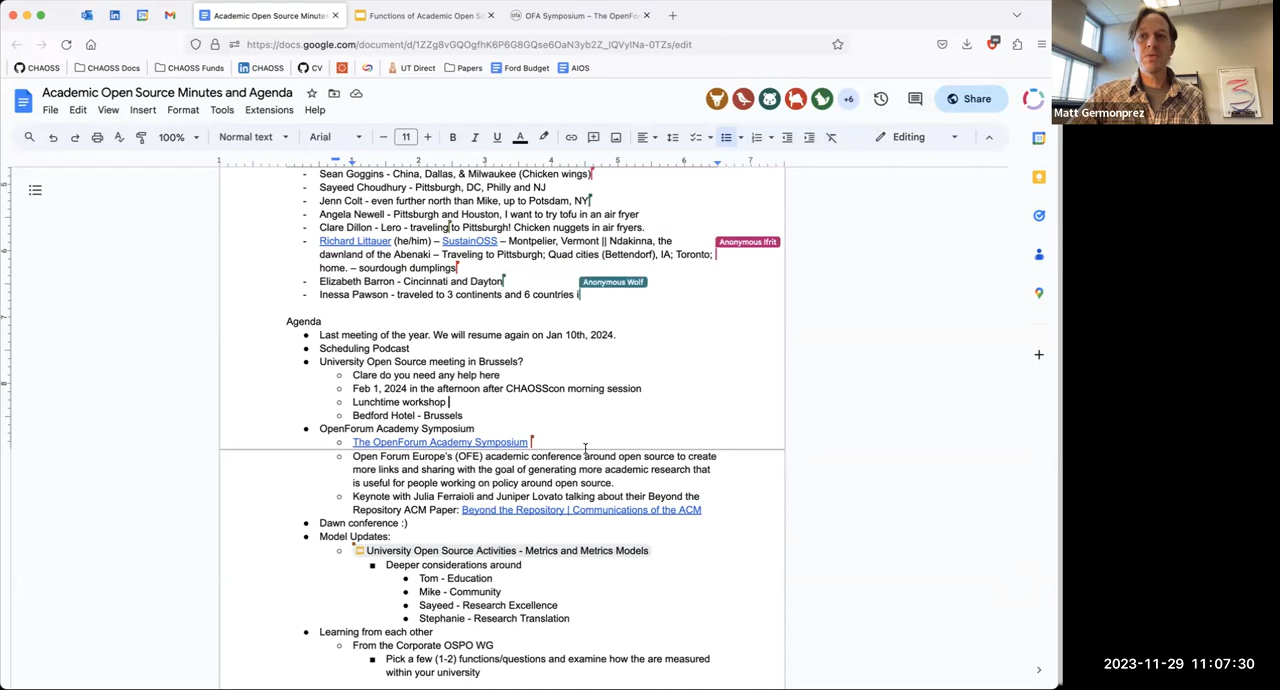 Academic Open Source Minutes
Functions of Academic Open So
OFA Symposium – The OpenFo
https://docs.google.com/document/d/1ZZg8vGQOgfhK6P6G8GQse6OaN3yb2Z_IQVylNa-0TZs/edit
CHAOSS
CHAOSS Docs
CHAOSS Funds
CHAOSS
CV
UT Direct
Papers
Ford Budget
AIOS
Academic Open Source Minutes and Agenda
File Edit View Insert Format Tools Extensions Help
+6
Share
100%
Normal text
Arial
11
Editing
1 1 2 3 4 5 6 7
Sean Goggins - China, Dallas, & Milwaukee (Chicken wings)
Sayeed Choudhury - Pittsburgh, DC, Philly and NJ
Jenn Colt - even further north than Mike, up to Potsdam, NY
Angela Newell - Pittsburgh and Houston, I want to try tofu in an air fryer
Clare Dillon - Lero - traveling to Pittsburgh! Chicken nuggets in air fryers.
Richard Littauer (he/him) – SustainOSS – Montpelier, Vermont || Ndakinna, the
Anonymous Ifrit
dawnland of the Abenaki – Traveling to Pittsburgh; Quad cities (Bettendorf), IA; Toronto;
home. – sourdough dumplings
Elizabeth Barron - Cincinnati and Dayton
Anonymous Wolf
Inessa Pawson - traveled to 3 continents and 6 countries i
Agenda
Last meeting of the year. We will resume again on Jan 10th, 2024.
Scheduling Podcast
University Open Source meeting in Brussels?
Clare do you need any help here
Feb 1, 2024 in the afternoon after CHAOSScon morning session
Lunchtime workshop
Bedford Hotel - Brussels
OpenForum Academy Symposium
The OpenForum Academy Symposium
Open Forum Europe's (OFE) academic conference around open source to create
more links and sharing with the goal of generating more academic research that
is useful for people working on policy around open source.
Keynote with Julia Ferraioli and Juniper Lovato talking about their Beyond the
Repository ACM Paper: Beyond the Repository | Communications of the ACM
Dawn conference :)
Model Updates:
University Open Source Activities - Metrics and Metrics Models
Deeper considerations around
Tom - Education
Mike - Community
Sayeed - Research Excellence
Stephanie - Research Translation
Learning from each other
From the Corporate OSPO WG
Pick a few (1-2) functions/questions and examine how the are measured
within your university
Matt Germonprez
2023-11-29 11:07:30